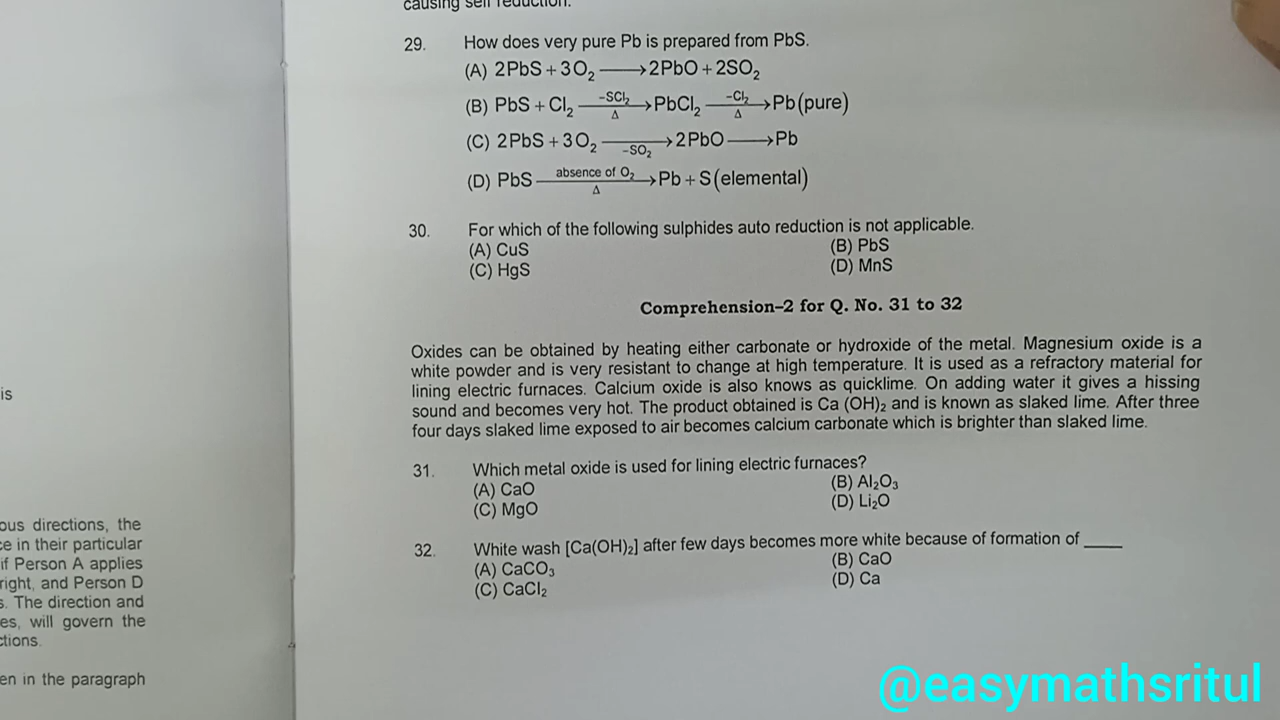 causing self reduction.
29. How does very pure Pb is prepared from PbS.
(A) 2PbS + 3O₂ ⟶ 2PbO + 2SO₂
(B) PbS + Cl₂ —(−SCl₂ / Δ)→ PbCl₂ —(−Cl₂ / Δ)→ Pb(pure)
(C) 2PbS + 3O₂ —(−SO₂)→ 2PbO ⟶ Pb
(D) PbS —(absence of O₂ / Δ)→ Pb + S(elemental)
30. For which of the following sulphides auto reduction is not applicable.
(A) CuS (B) PbS
(C) HgS (D) MnS
Comprehension–2 for Q. No. 31 to 32
Oxides can be obtained by heating either carbonate or hydroxide of the metal. Magnesium oxide is a
white powder and is very resistant to change at high temperature. It is used as a refractory material for
lining electric furnaces. Calcium oxide is also knows as quicklime. On adding water it gives a hissing
sound and becomes very hot. The product obtained is Ca (OH)₂ and is known as slaked lime. After three
four days slaked lime exposed to air becomes calcium carbonate which is brighter than slaked lime.
31. Which metal oxide is used for lining electric furnaces?
(A) CaO (B) Al₂O₃
(C) MgO (D) Li₂O
32. White wash [Ca(OH)₂] after few days becomes more white because of formation of ____
(A) CaCO₃ (B) CaO
(C) CaCl₂ (D) Ca
is
ous directions, the
ce in their particular
if Person A applies
right, and Person D
s. The direction and
es, will govern the
ctions.
en in the paragraph
@easymathsritul